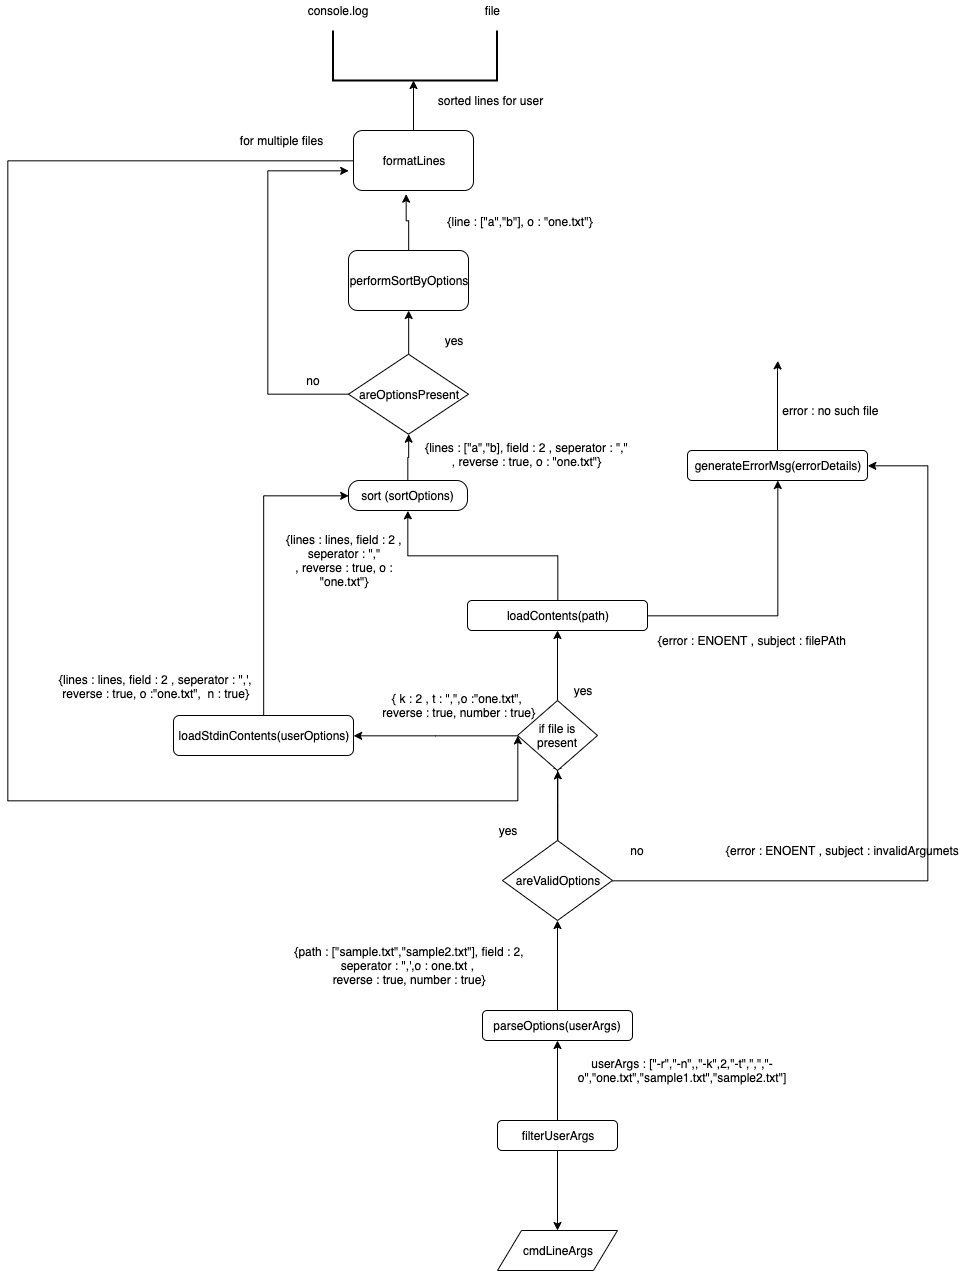 console.log
file
sorted lines for user
for multiple files
formatLines
{line : ["a","b"], o : "one.txt"}
performSortByOptions
yes
no
areOptionsPresent
error : no such file
{lines : ["a","b], field : 2 , seperator : ","
, reverse : true, o : "one.txt"}
generateErrorMsg(errorDetails)
sort (sortOptions)
{lines : lines, field : 2 ,
seperator : ","
, reverse : true, o :
"one.txt"}
loadContents(path)
{error : ENOENT , subject : filePAth
{lines : lines, field : 2 , seperator : ",',
reverse : true, o :"one.txt", n : true}
yes
{ k : 2 , t : ",",o :"one.txt",
reverse : true, number : true}
if file is
present
loadStdinContents(userOptions)
yes
no
{error : ENOENT , subject : invalidArgumets
areValidOptions
{path : ["sample.txt","sample2.txt"], field : 2,
seperator : ",',o : one.txt ,
reverse : true, number : true}
parseOptions(userArgs)
userArgs : ["-r","-n",,"-k",2,"-t",",","-
o","one.txt","sample1.txt","sample2.txt"]
filterUserArgs
cmdLineArgs